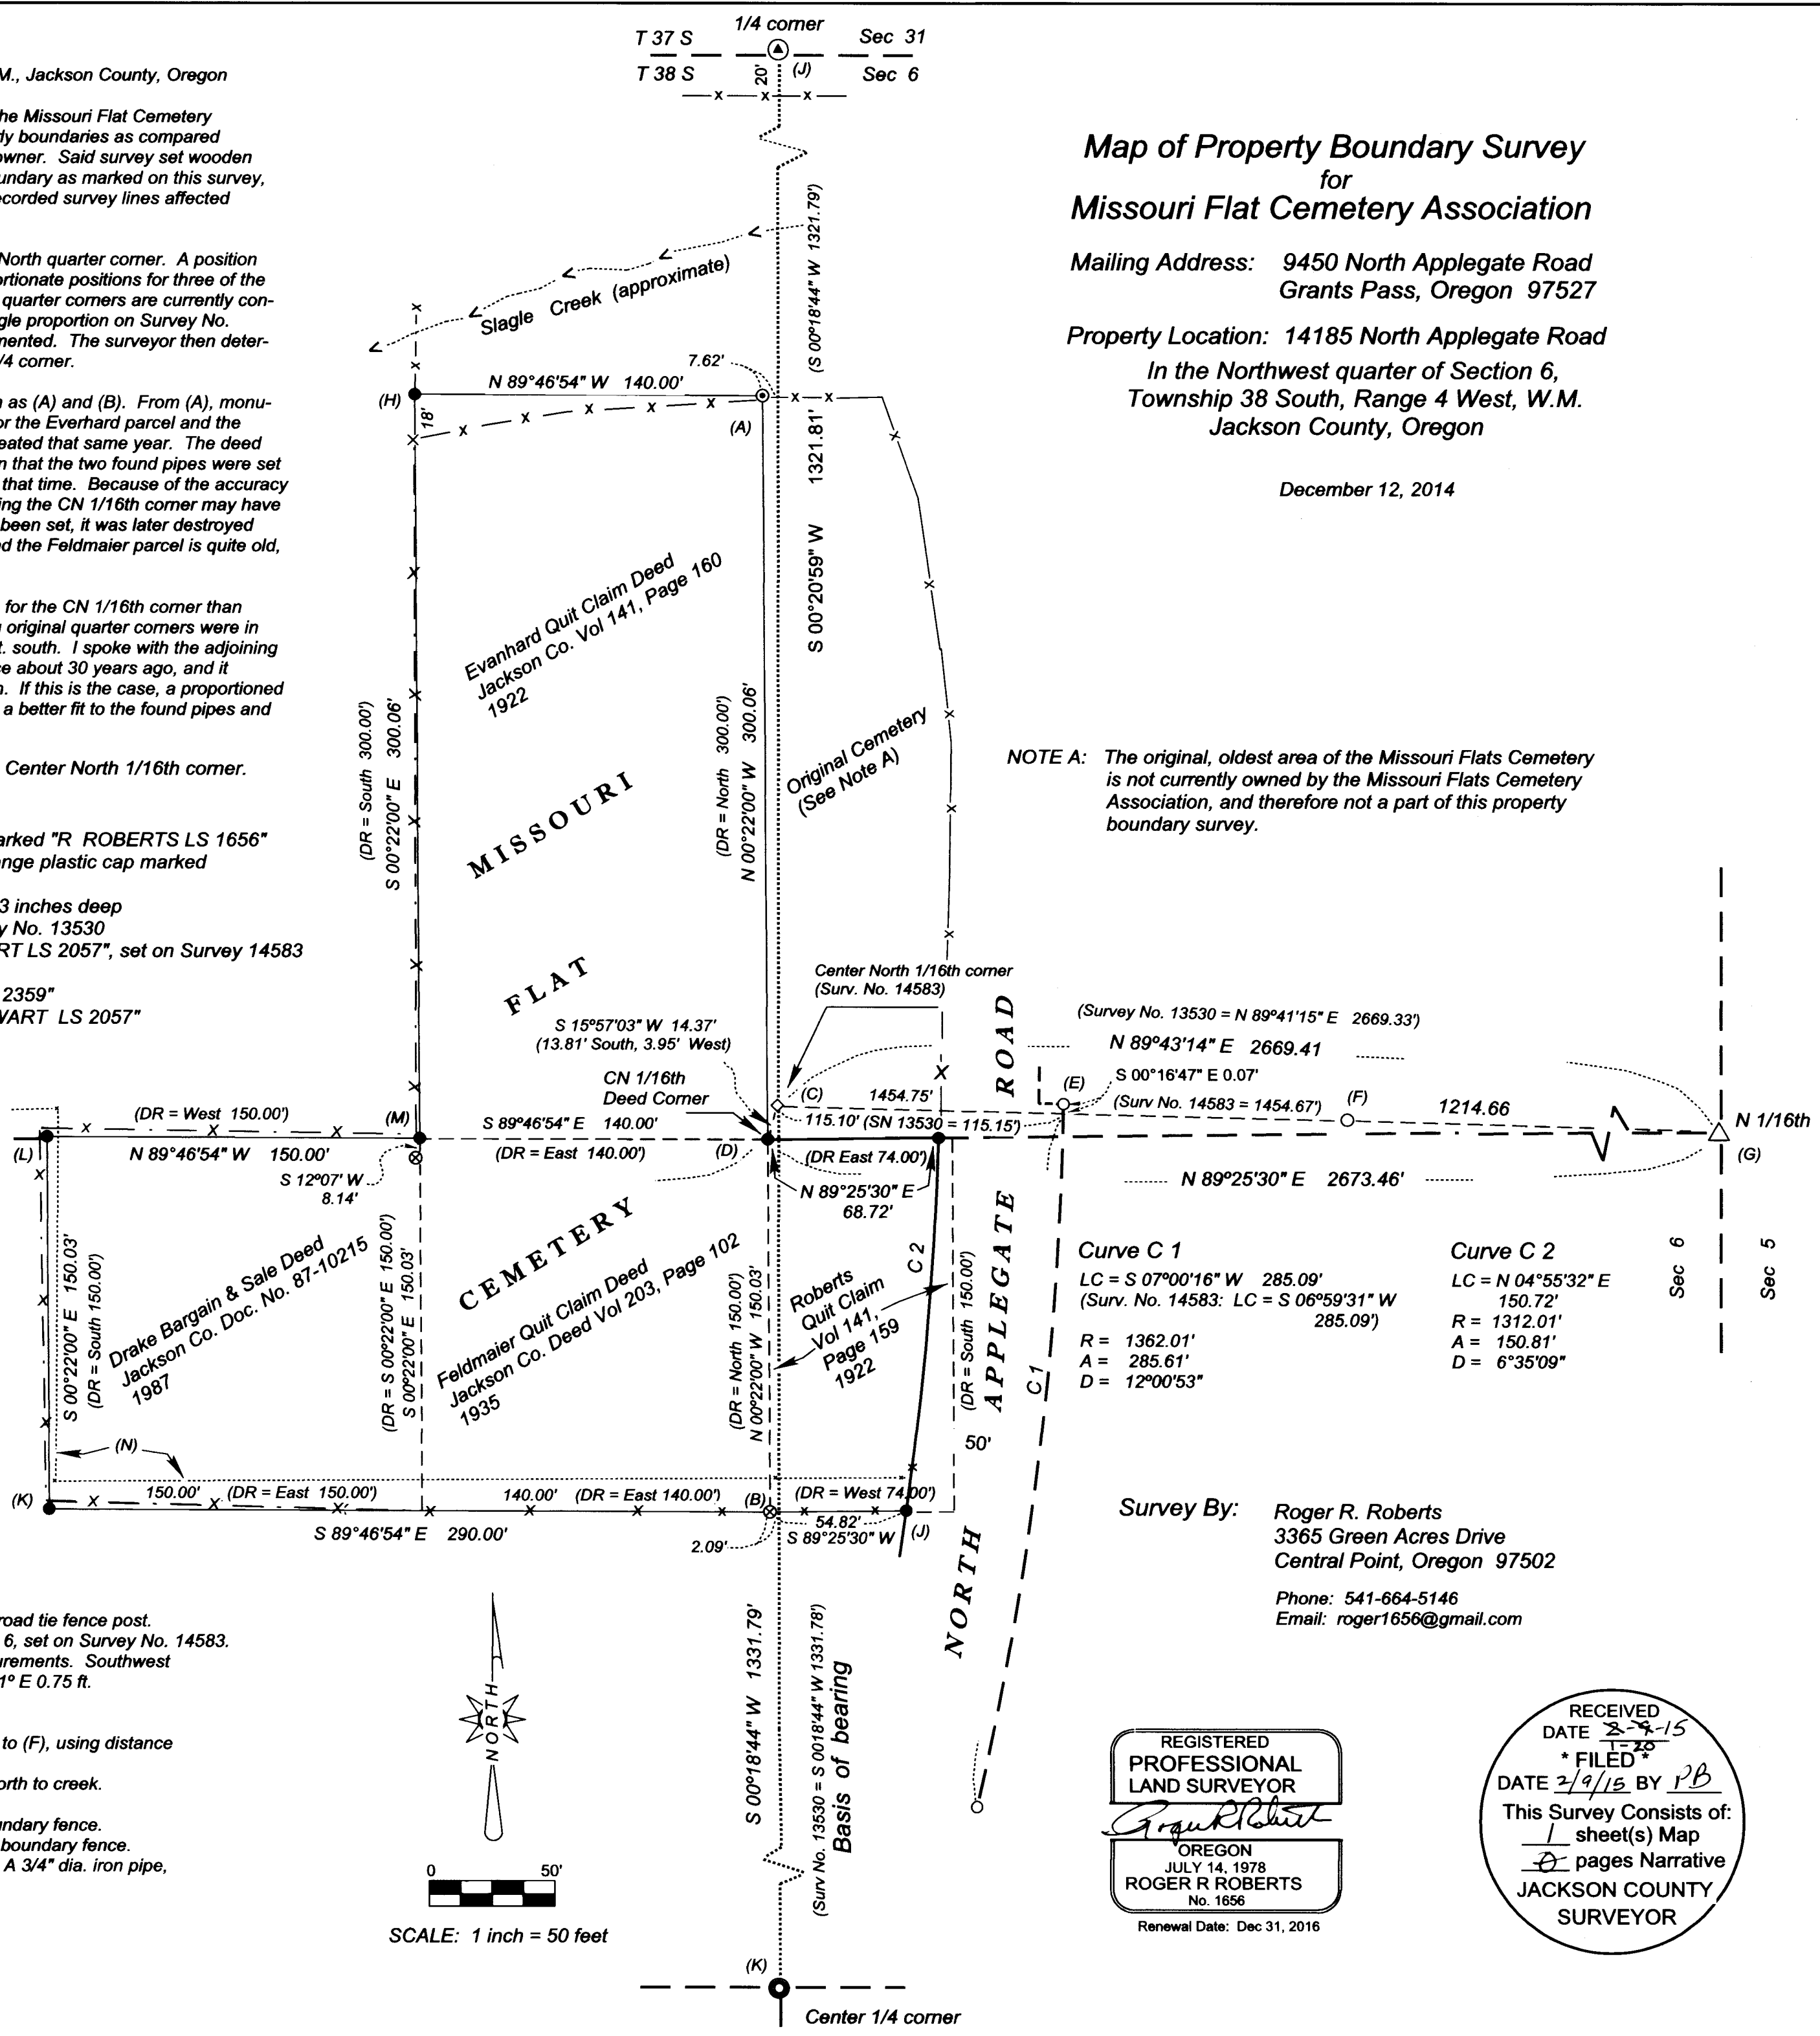 1/4 corner
T 37 S
Sec 31
T 38 S
20'
(J)
Sec 6
M., Jackson County, Oregon
he Missouri Flat Cemetery
dy boundaries as compared
owner. Said survey set wooden
undary as marked on this survey,
ecorded survey lines affected
North quarter corner. A position
ortionate positions for three of the
quarter corners are currently con-
gle proportion on Survey No.
mented. The surveyor then deter-
/4 corner.
n as (A) and (B). From (A), monu-
or the Everhard parcel and the
eated that same year. The deed
n that the two found pipes were set
that time. Because of the accuracy
ing the CN 1/16th corner may have
been set, it was later destroyed
d the Feldmaier parcel is quite old,
for the CN 1/16th corner than
g original quarter corners were in
t. south. I spoke with the adjoining
ce about 30 years ago, and it
n. If this is the case, a proportioned
a better fit to the found pipes and
Center North 1/16th corner.
arked "R ROBERTS LS 1656"
nge plastic cap marked
3 inches deep
y No. 13530
RT LS 2057", set on Survey 14583
2359"
WART LS 2057"
Map of Property Boundary Survey
for
Missouri Flat Cemetery Association
Mailing Address: 9450 North Applegate Road
Grants Pass, Oregon 97527
Property Location: 14185 North Applegate Road
In the Northwest quarter of Section 6,
Township 38 South, Range 4 West, W.M.
Jackson County, Oregon
December 12, 2014
(S 00º18'44" W 1321.79')
Slagle Creek (approximate)
7.62'
N 89°46'54" W 140.00'
(H)
18'
(A)
S 00°20'59" W 1321.81'
Evanhard Quit Claim Deed
Jackson Co. Vol 141, Page 160
1922
(DR = South 300.00')
S 00°22'00" E 300.06'
(DR = North 300.00')
N 00°22'00" W 300.06'
Original Cemetery
(See Note A)
MISSOURI
FLAT
CEMETERY
NOTE A: The original, oldest area of the Missouri Flats Cemetery
is not currently owned by the Missouri Flats Cemetery
Association, and therefore not a part of this property
boundary survey.
Center North 1/16th corner
(Surv. No. 14583)
S 15º57'03" W 14.37'
(13.81' South, 3.95' West)
CN 1/16th
Deed Corner
(Survey No. 13530 = N 89º41'15" E 2669.33')
N 89º43'14" E 2669.41
S 00°16'47" E 0.07'
(C)
1454.75'
(E)
(Surv No. 14583 = 1454.67')
(F)
1214.66
115.10' (SN 13530 = 115.15')
N 1/16th
(G)
(DR = West 150.00')
(M)
(L)
N 89°46'54" W 150.00'
S 12º07' W
8.14'
S 89°46'54" E 140.00'
(DR = East 140.00')
(D)
(DR East 74.00')
N 89°25'30" E
68.72'
N 89º25'30" E 2673.46'
S 00°22'00" E 150.03'
(DR = South 150.00')
Drake Bargain & Sale Deed
Jackson Co. Doc. No. 87-10215
1987
(DR = S 00°22'00" E 150.00')
S 00°22'00" E 150.03'
Feldmaier Quit Claim Deed
Jackson Co. Deed Vol 203, Page 102
1935
(DR = North 150.00')
N 00°22'00" W 150.03'
Roberts
Quit Claim
Vol 141,
Page 159
1922
C 2
(DR = South 150.00')
NORTH APPLEGATE ROAD
C 1
50'
Curve C 1
LC = S 07º00'16" W 285.09'
(Surv. No. 14583: LC = S 06º59'31" W
285.09')
R = 1362.01'
A = 285.61'
D = 12º00'53"
Curve C 2
LC = N 04º55'32" E
150.72'
R = 1312.01'
A = 150.81'
D = 6º35'09"
Sec 6
Sec 5
(N)
(K)
150.00' (DR = East 150.00')
140.00' (DR = East 140.00')
(B)
(DR = West 74.00')
S 89°46'54" E 290.00'
2.09'
54.82'
S 89°25'30" W
(J)
road tie fence post.
6, set on Survey No. 14583.
urements. Southwest
1º E 0.75 ft.
to (F), using distance
orth to creek.
undary fence.
boundary fence.
A 3/4" dia. iron pipe,
NORTH
0 50'
SCALE: 1 inch = 50 feet
S 00º18'44" W 1331.79'
(Surv No. 13530 = S 0018'44" W 1331.78')
Basis of bearing
(K)
Center 1/4 corner
Survey By: Roger R. Roberts
3365 Green Acres Drive
Central Point, Oregon 97502
Phone: 541-664-5146
Email: roger1656@gmail.com
REGISTERED
PROFESSIONAL
LAND SURVEYOR
Roger R Roberts
OREGON
JULY 14, 1978
ROGER R ROBERTS
No. 1656
Renewal Date: Dec 31, 2016
RECEIVED
DATE 2-9-15
1-20
* FILED *
DATE 2/9/15 BY PB
This Survey Consists of:
1 sheet(s) Map
0 pages Narrative
JACKSON COUNTY
SURVEYOR